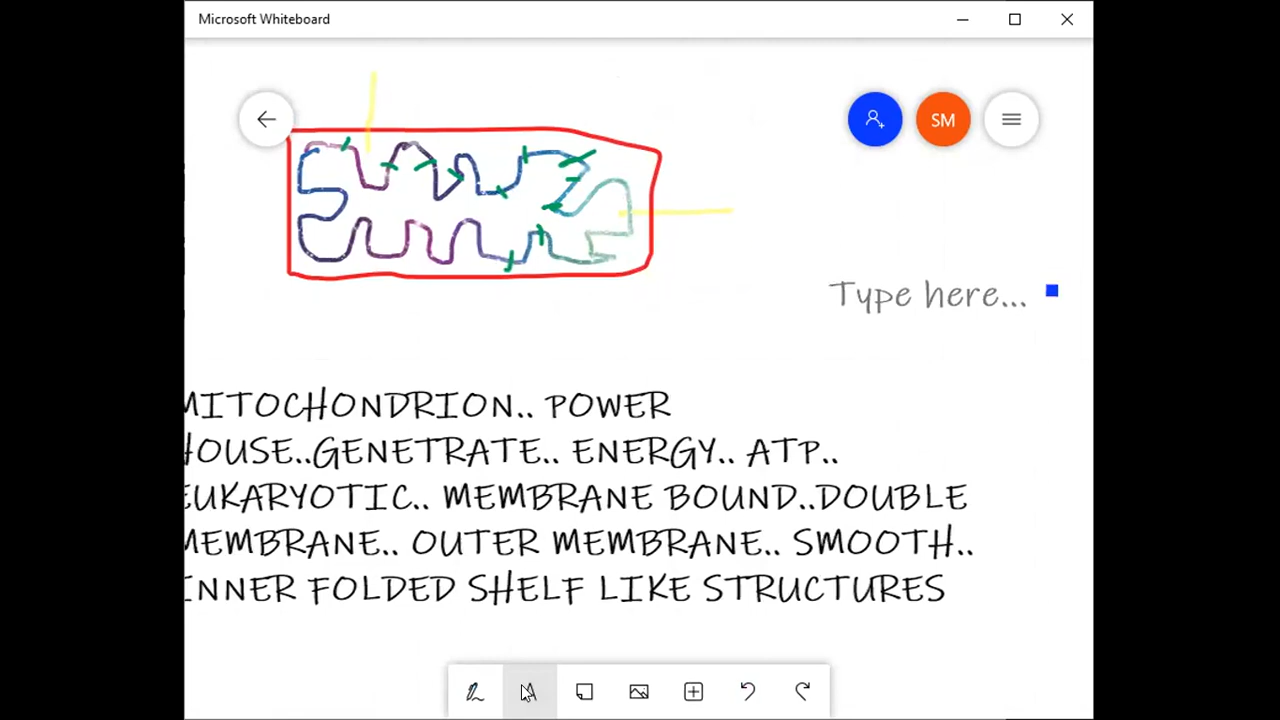 Microsoft Whiteboard
SM
Type here...
MITOCHONDRION.. POWER
HOUSE..GENETRATE.. ENERGY.. ATP..
EUKARYOTIC.. MEMBRANE BOUND..DOUBLE
MEMBRANE.. OUTER MEMBRANE.. SMOOTH..
INNER FOLDED SHELF LIKE STRUCTURES